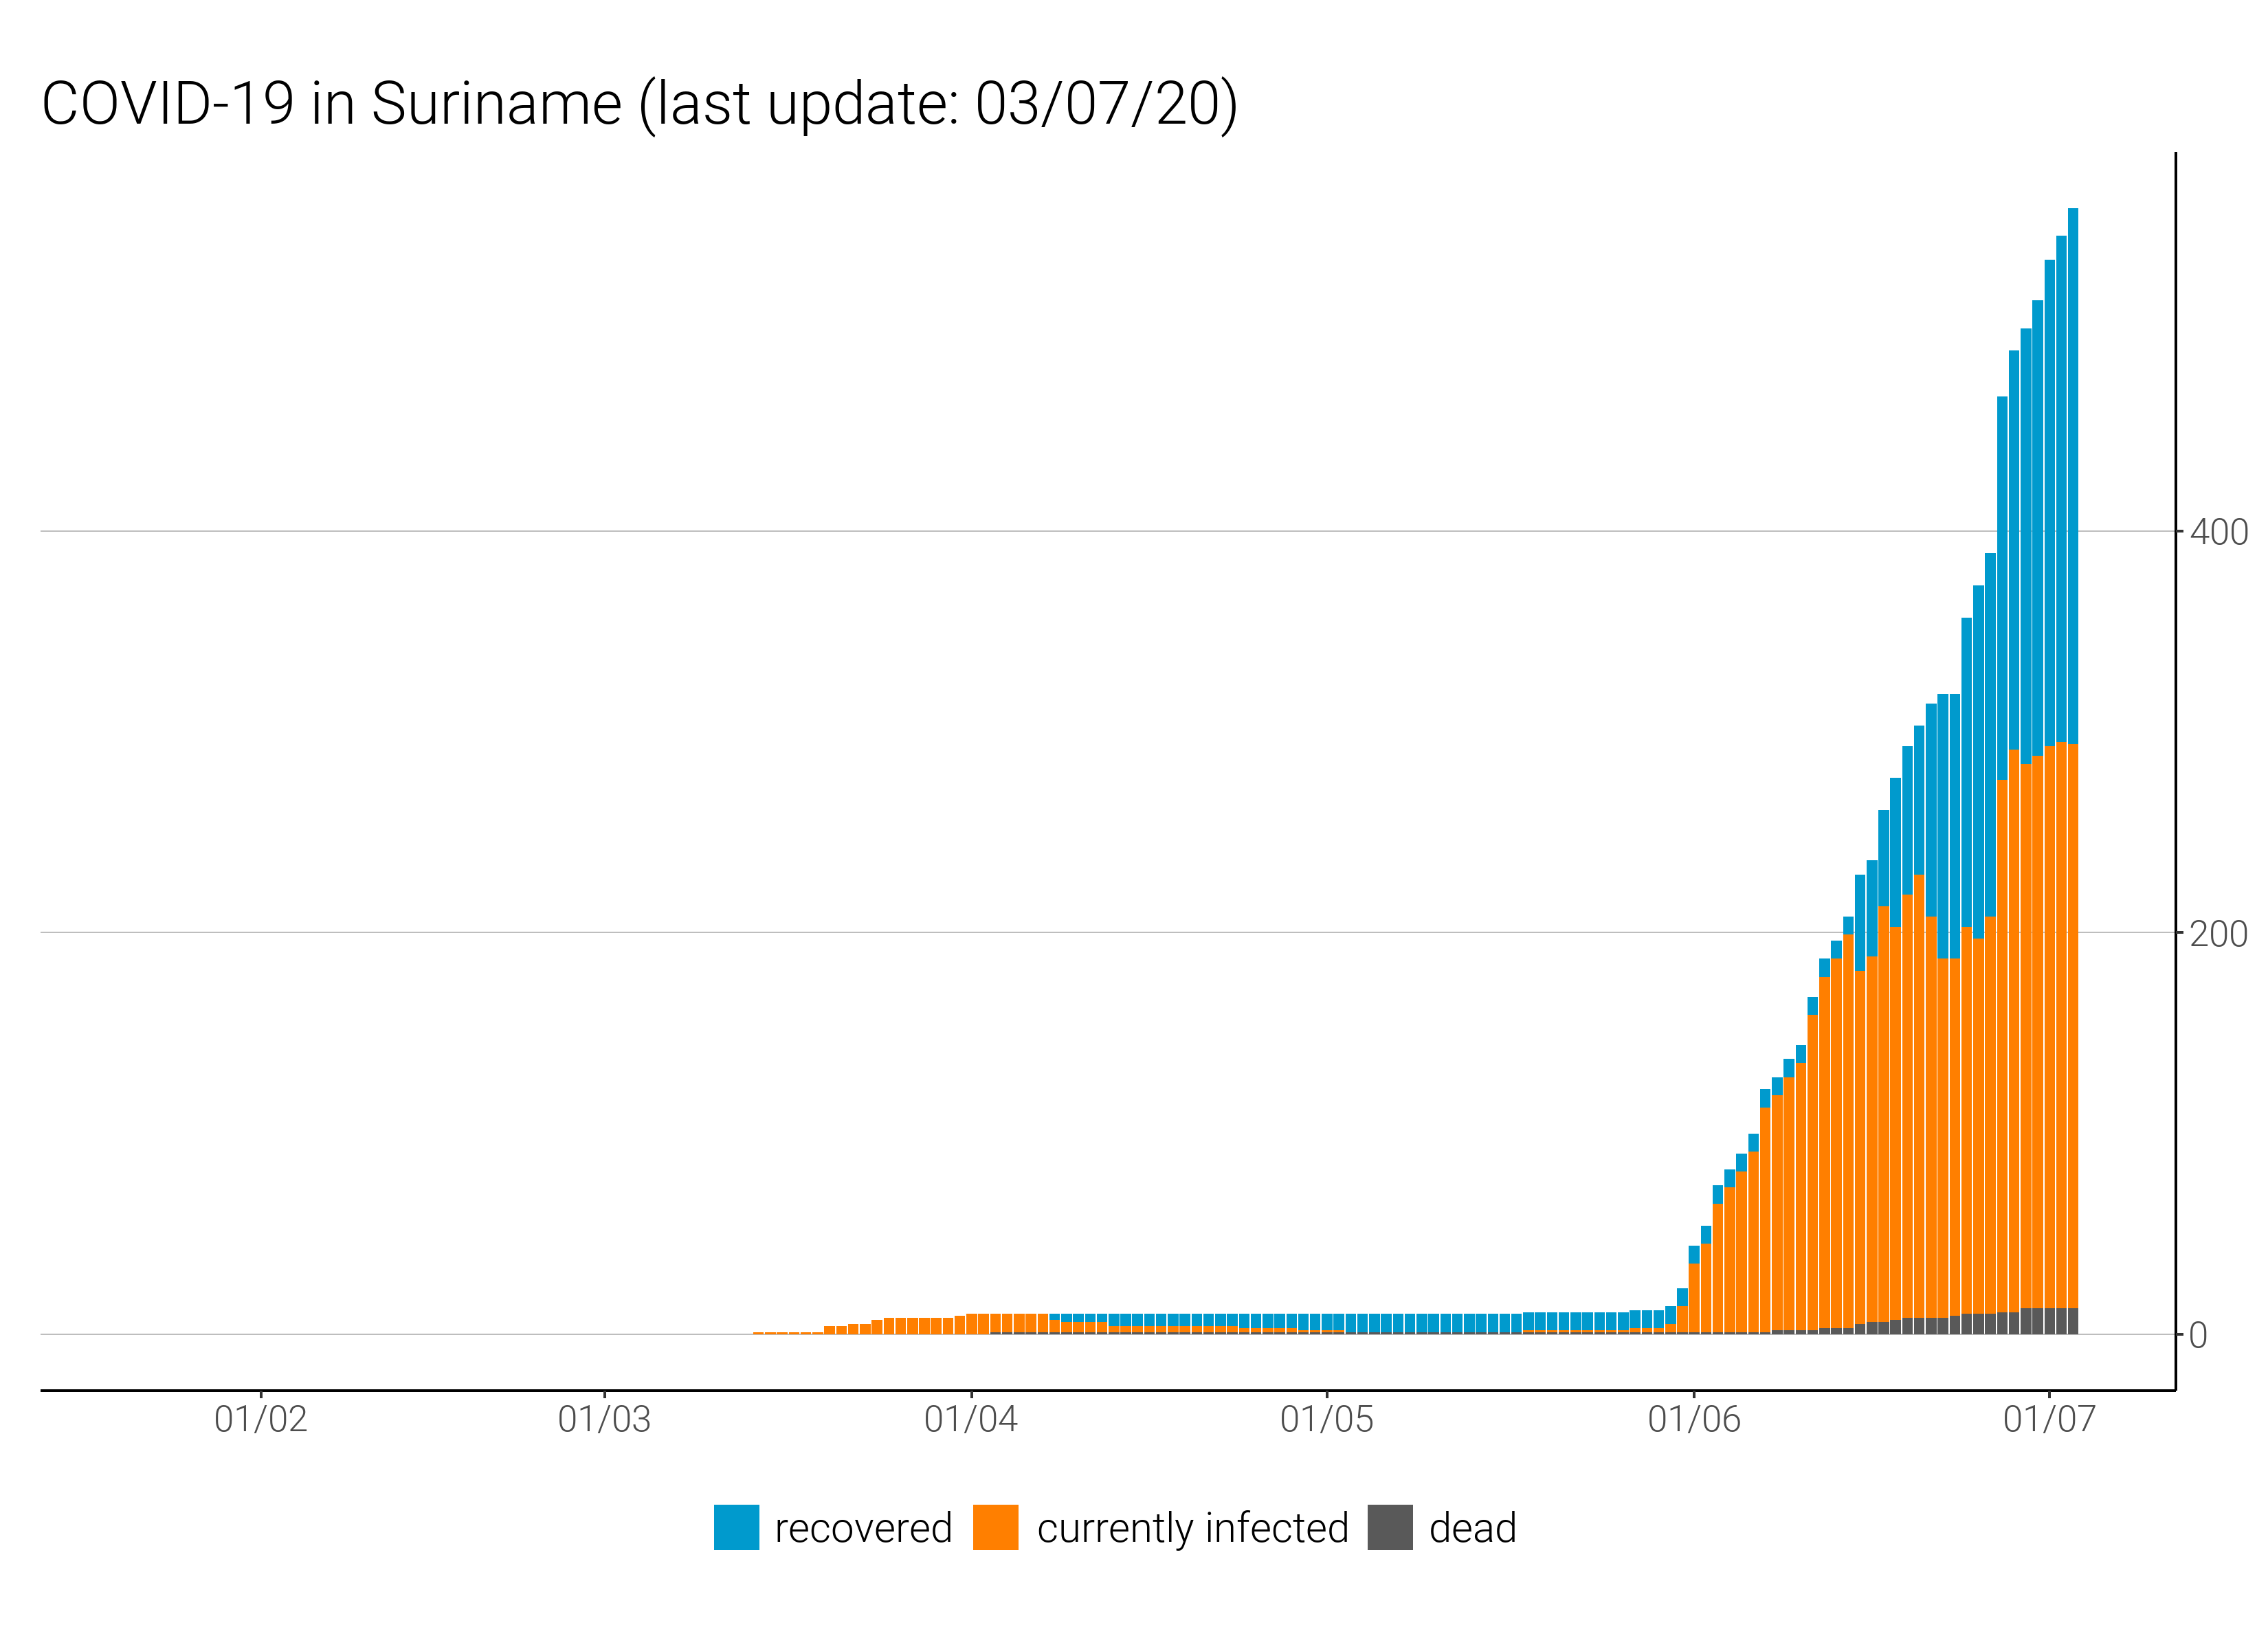 COVID-19 in Suriname (last update: 03/07/20)
400
200
0
01/02 01/03 01/04 01/05 01/06 01/07
recovered currently infected dead